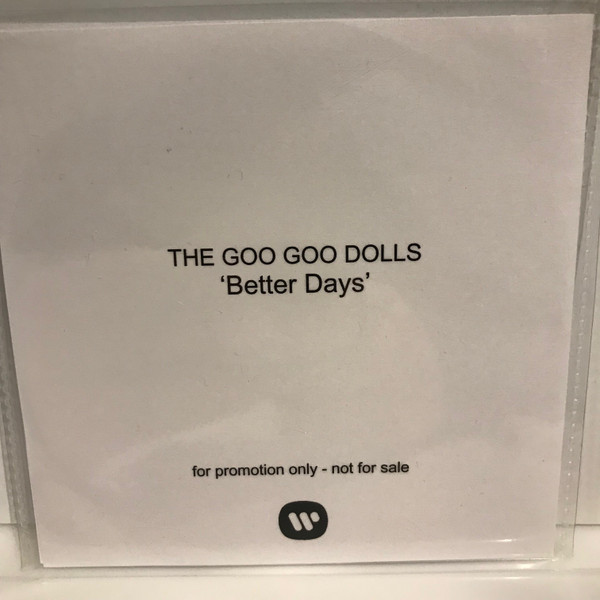 THE GOO GOO DOLLS
‘Better Days’
for promotion only - not for sale